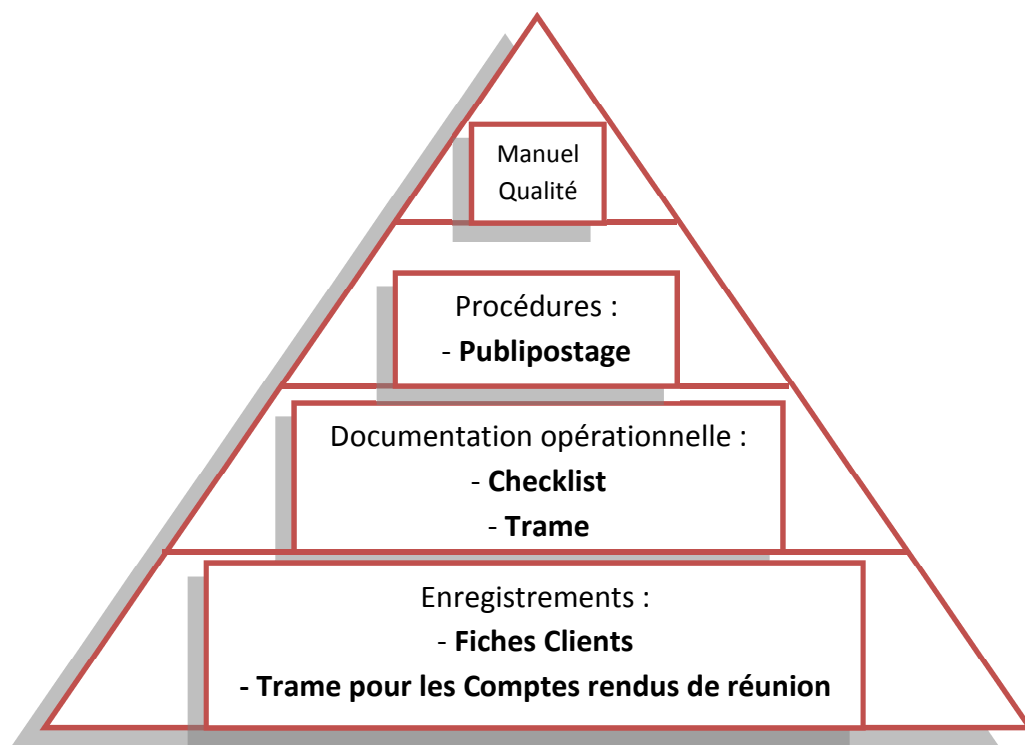 Manuel
Qualité
Procédures :
- Publipostage
Documentation opérationnelle :
- Checklist
- Trame
Enregistrements :
- Fiches Clients
- Trame pour les Comptes rendus de réunion